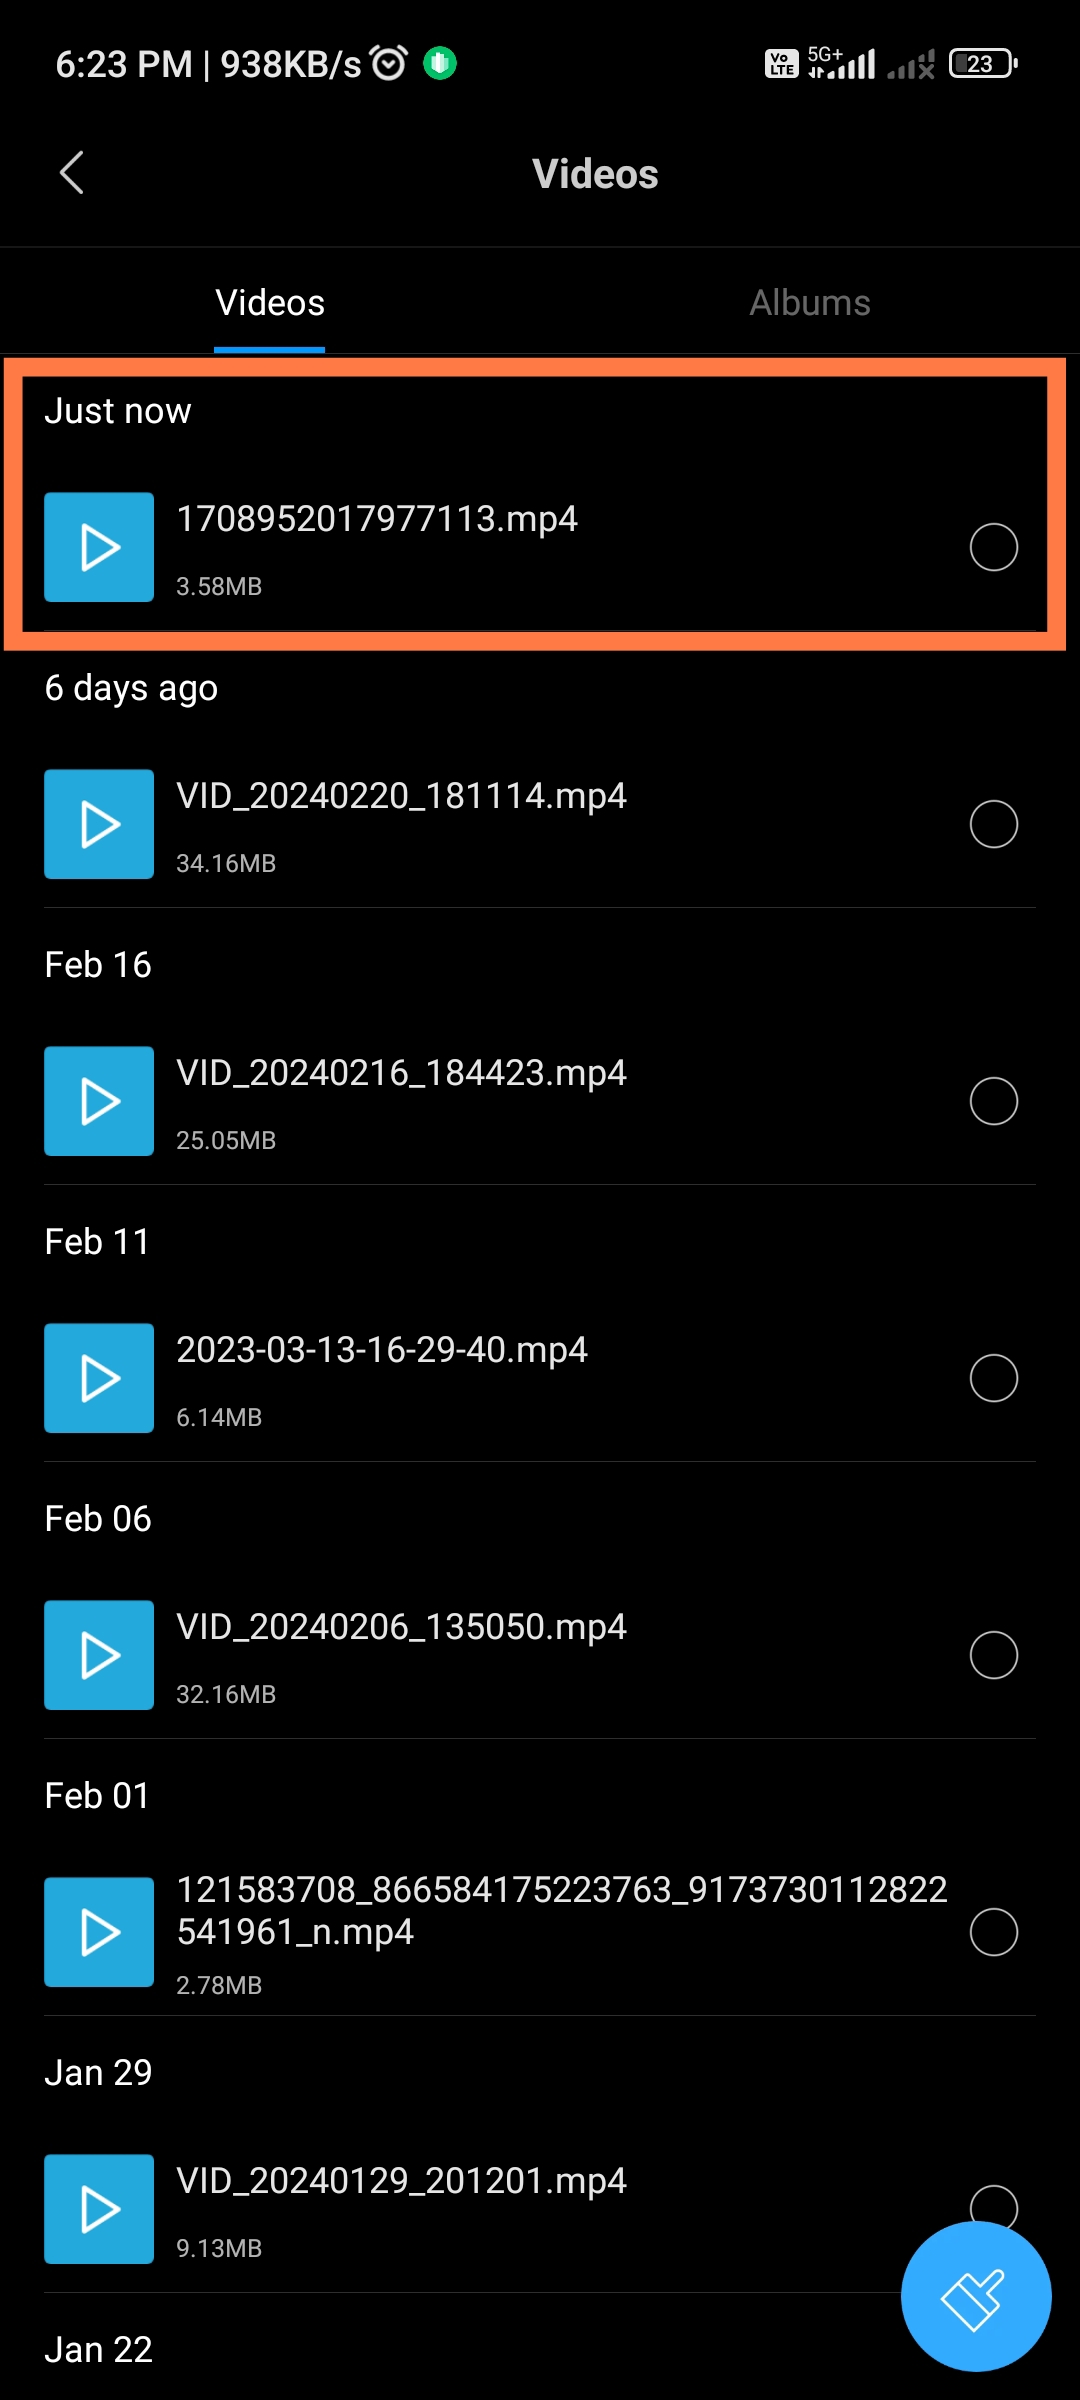 6:23 PM | 938KB/s Vo LTE 5G+ 23
Videos
Videos Albums
Just now
1708952017977113.mp4
3.58MB
6 days ago
VID_20240220_181114.mp4
34.16MB
Feb 16
VID_20240216_184423.mp4
25.05MB
Feb 11
2023-03-13-16-29-40.mp4
6.14MB
Feb 06
VID_20240206_135050.mp4
32.16MB
Feb 01
121583708_866584175223763_9173730112822
541961_n.mp4
2.78MB
Jan 29
VID_20240129_201201.mp4
9.13MB
Jan 22